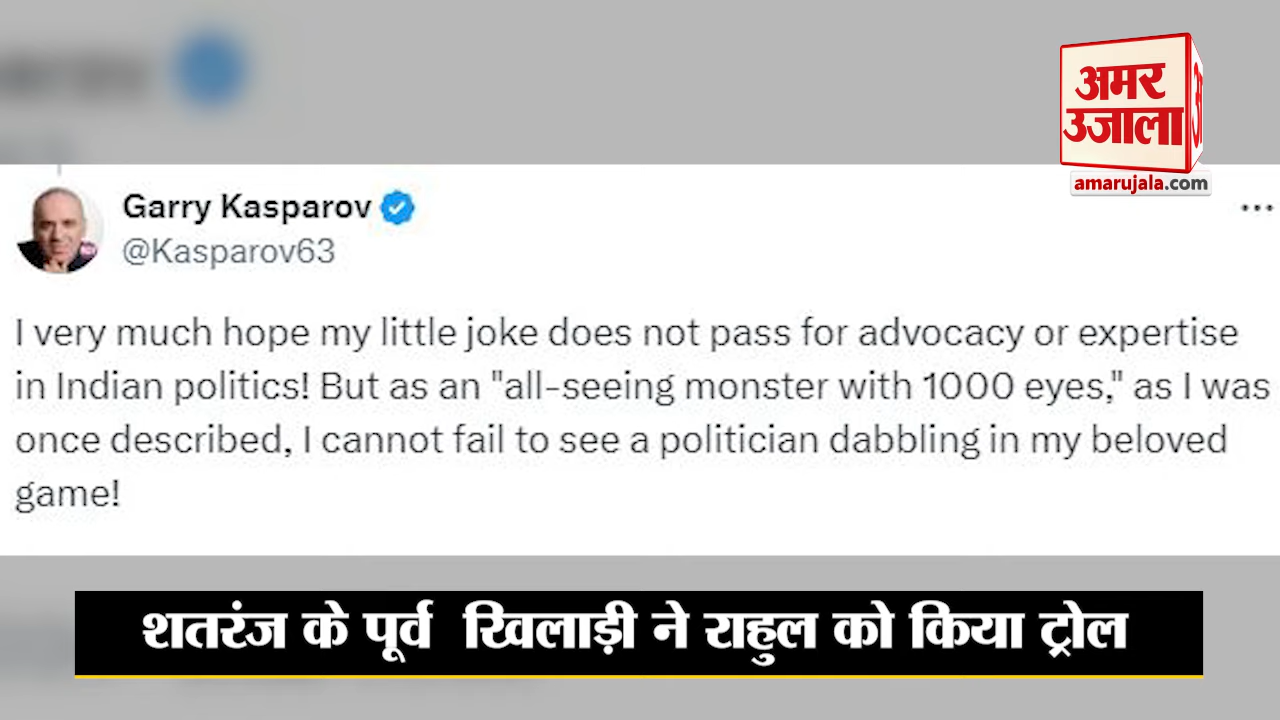 अमर
उजाला
amarujala.com
Garry Kasparov
@Kasparov63
I very much hope my little joke does not pass for advocacy or expertise
in Indian politics! But as an "all-seeing monster with 1000 eyes," as I was
once described, I cannot fail to see a politician dabbling in my beloved
game!
शतरंज के पूर्व खिलाड़ी ने राहुल को किया ट्रोल